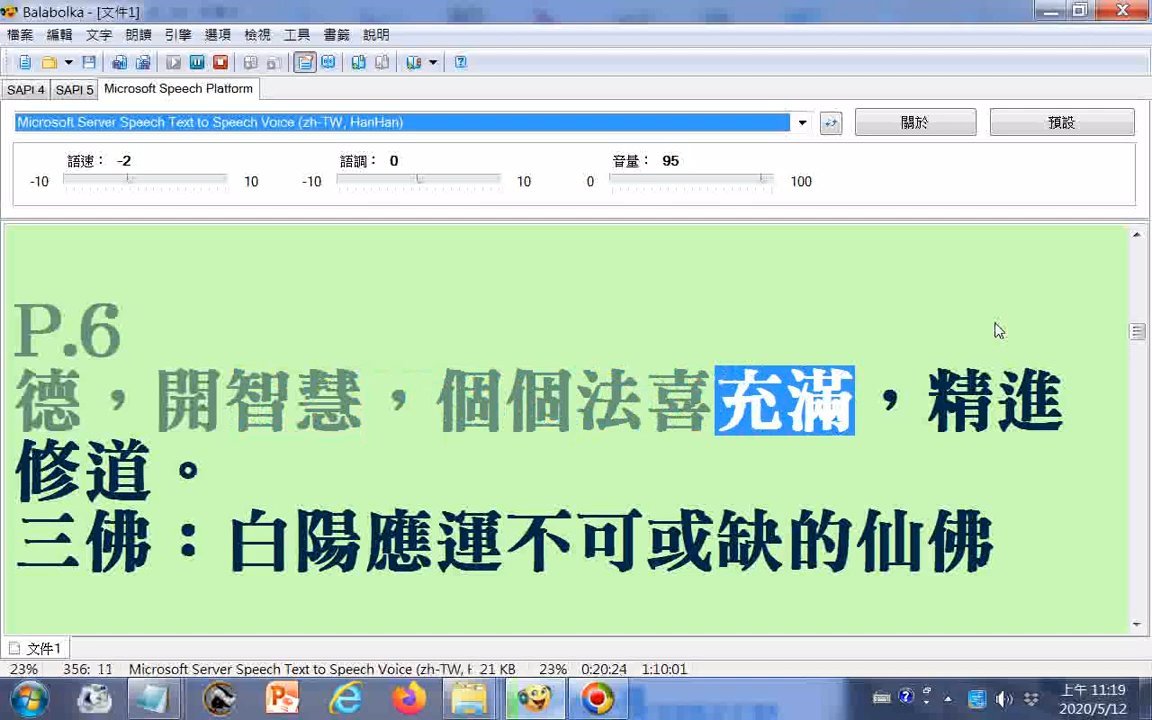 Balabolka - [文件1]
檔案 編輯 文字 朗讀 引擎 選項 檢視 工具 書籤 說明
SAPI 4 SAPI 5 Microsoft Speech Platform
Microsoft Server Speech Text to Speech Voice (zh-TW, HanHan) 關於 預設
語速： -2 語調： 0 音量： 95
-10 10 -10 10 0 100
P.6
德，開智慧，個個法喜充滿，精進
修道。
三佛：白陽應運不可或缺的仙佛
文件1
23% 356: 11 Microsoft Server Speech Text to Speech Voice (zh-TW, 21 KB 23% 0:20:24 1:10:01
上午 11:19
2020/5/12